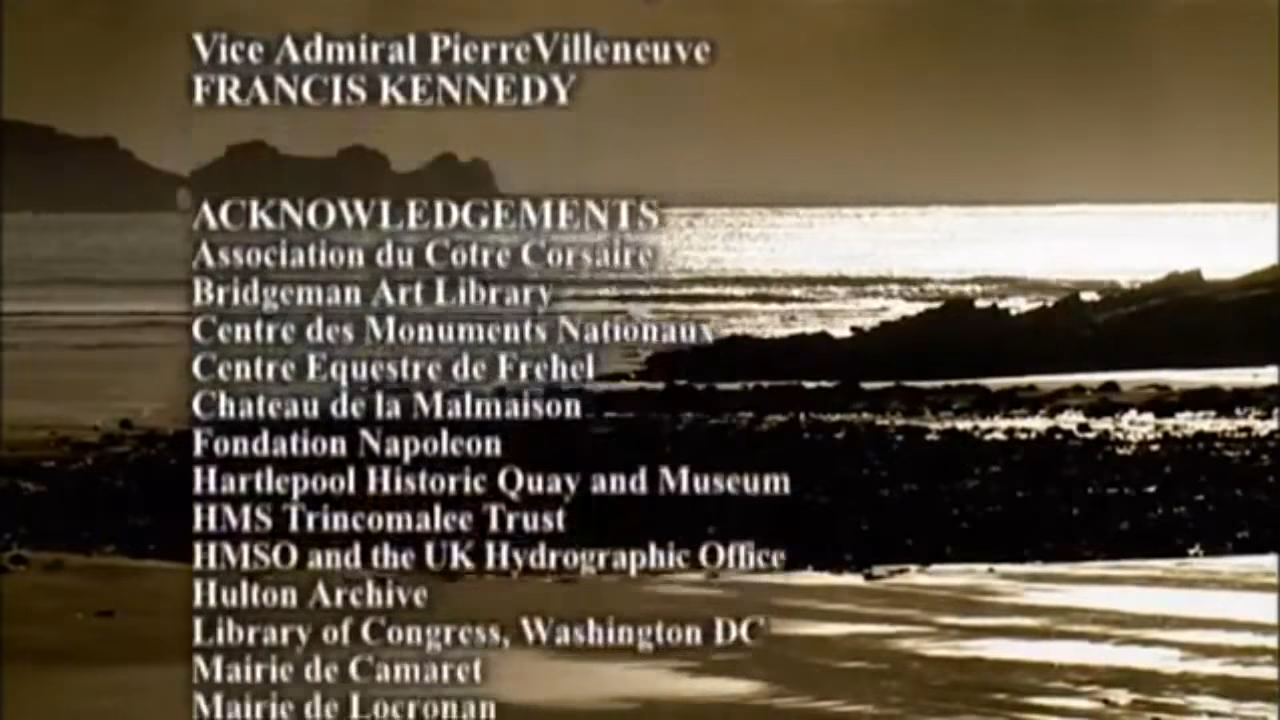 Vice Admiral PierreVilleneuve
FRANCIS KENNEDY
ACKNOWLEDGEMENTS
Association du Cotre Corsaire
Bridgeman Art Library
Centre des Monuments Nationaux
Centre Equestre de Frehel
Chateau de la Malmaison
Fondation Napoleon
Hartlepool Historic Quay and Museum
HMS Trincomalee Trust
HMSO and the UK Hydrographic Office
Hulton Archive
Library of Congress, Washington DC
Mairie de Camaret
Mairie de Locronan